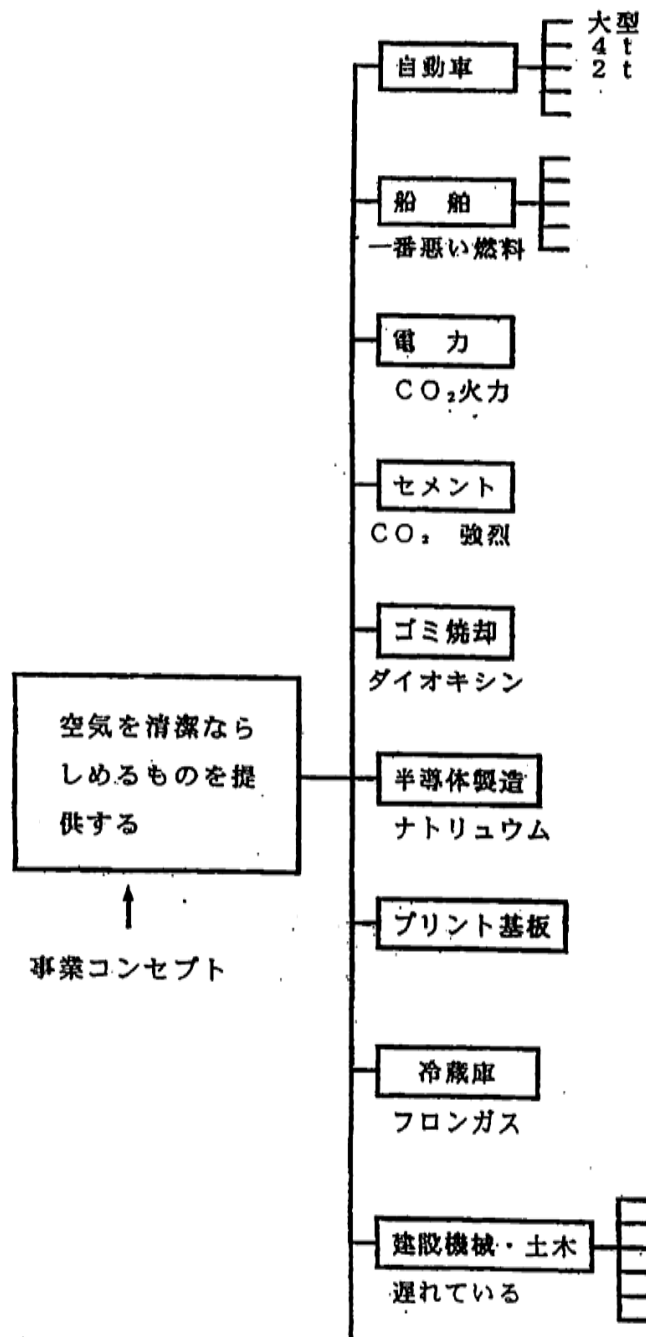 大型
4t
2t
自動車
船舶
一番悪い燃料
電力
CO₂火力
セメント
CO₂ 強烈
ゴミ焼却
ダイオキシン
空気を清潔なら
しめるものを提
供する
半導体製造
ナトリュウム
プリント基板
事業コンセプト
冷蔵庫
フロンガス
建設機械・土木
遅れている